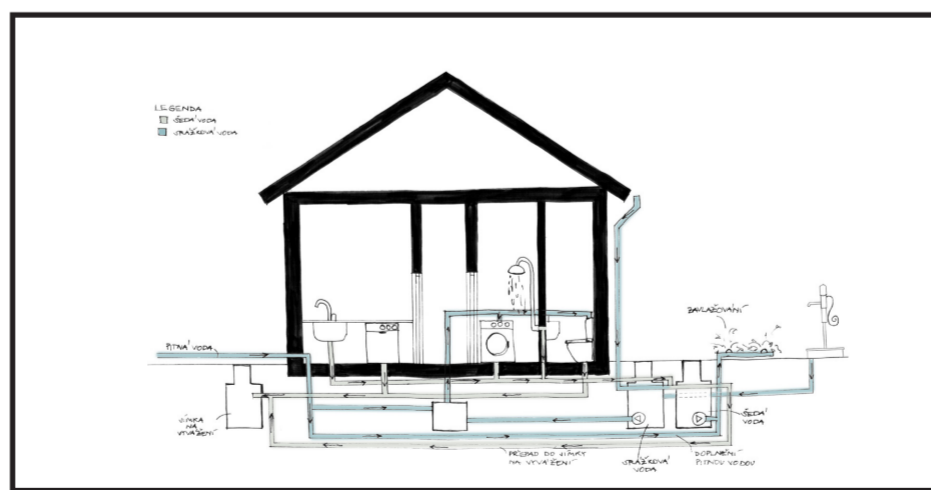 LEGENDA
ŠEDÁ VODA
SRÁŽKOVÁ VODA
ZAVLAŽOVÁNÍ
PITNÁ VODA
JÍMKA
NA
VYVÁŽENÍ
ŠEDÁ
VODA
PŘEPAD DO JÍMKY
NA VYVÁŽENÍ
SRÁŽKOVÁ
VODA
DOPLNĚNÍ
PITNOU VODOU